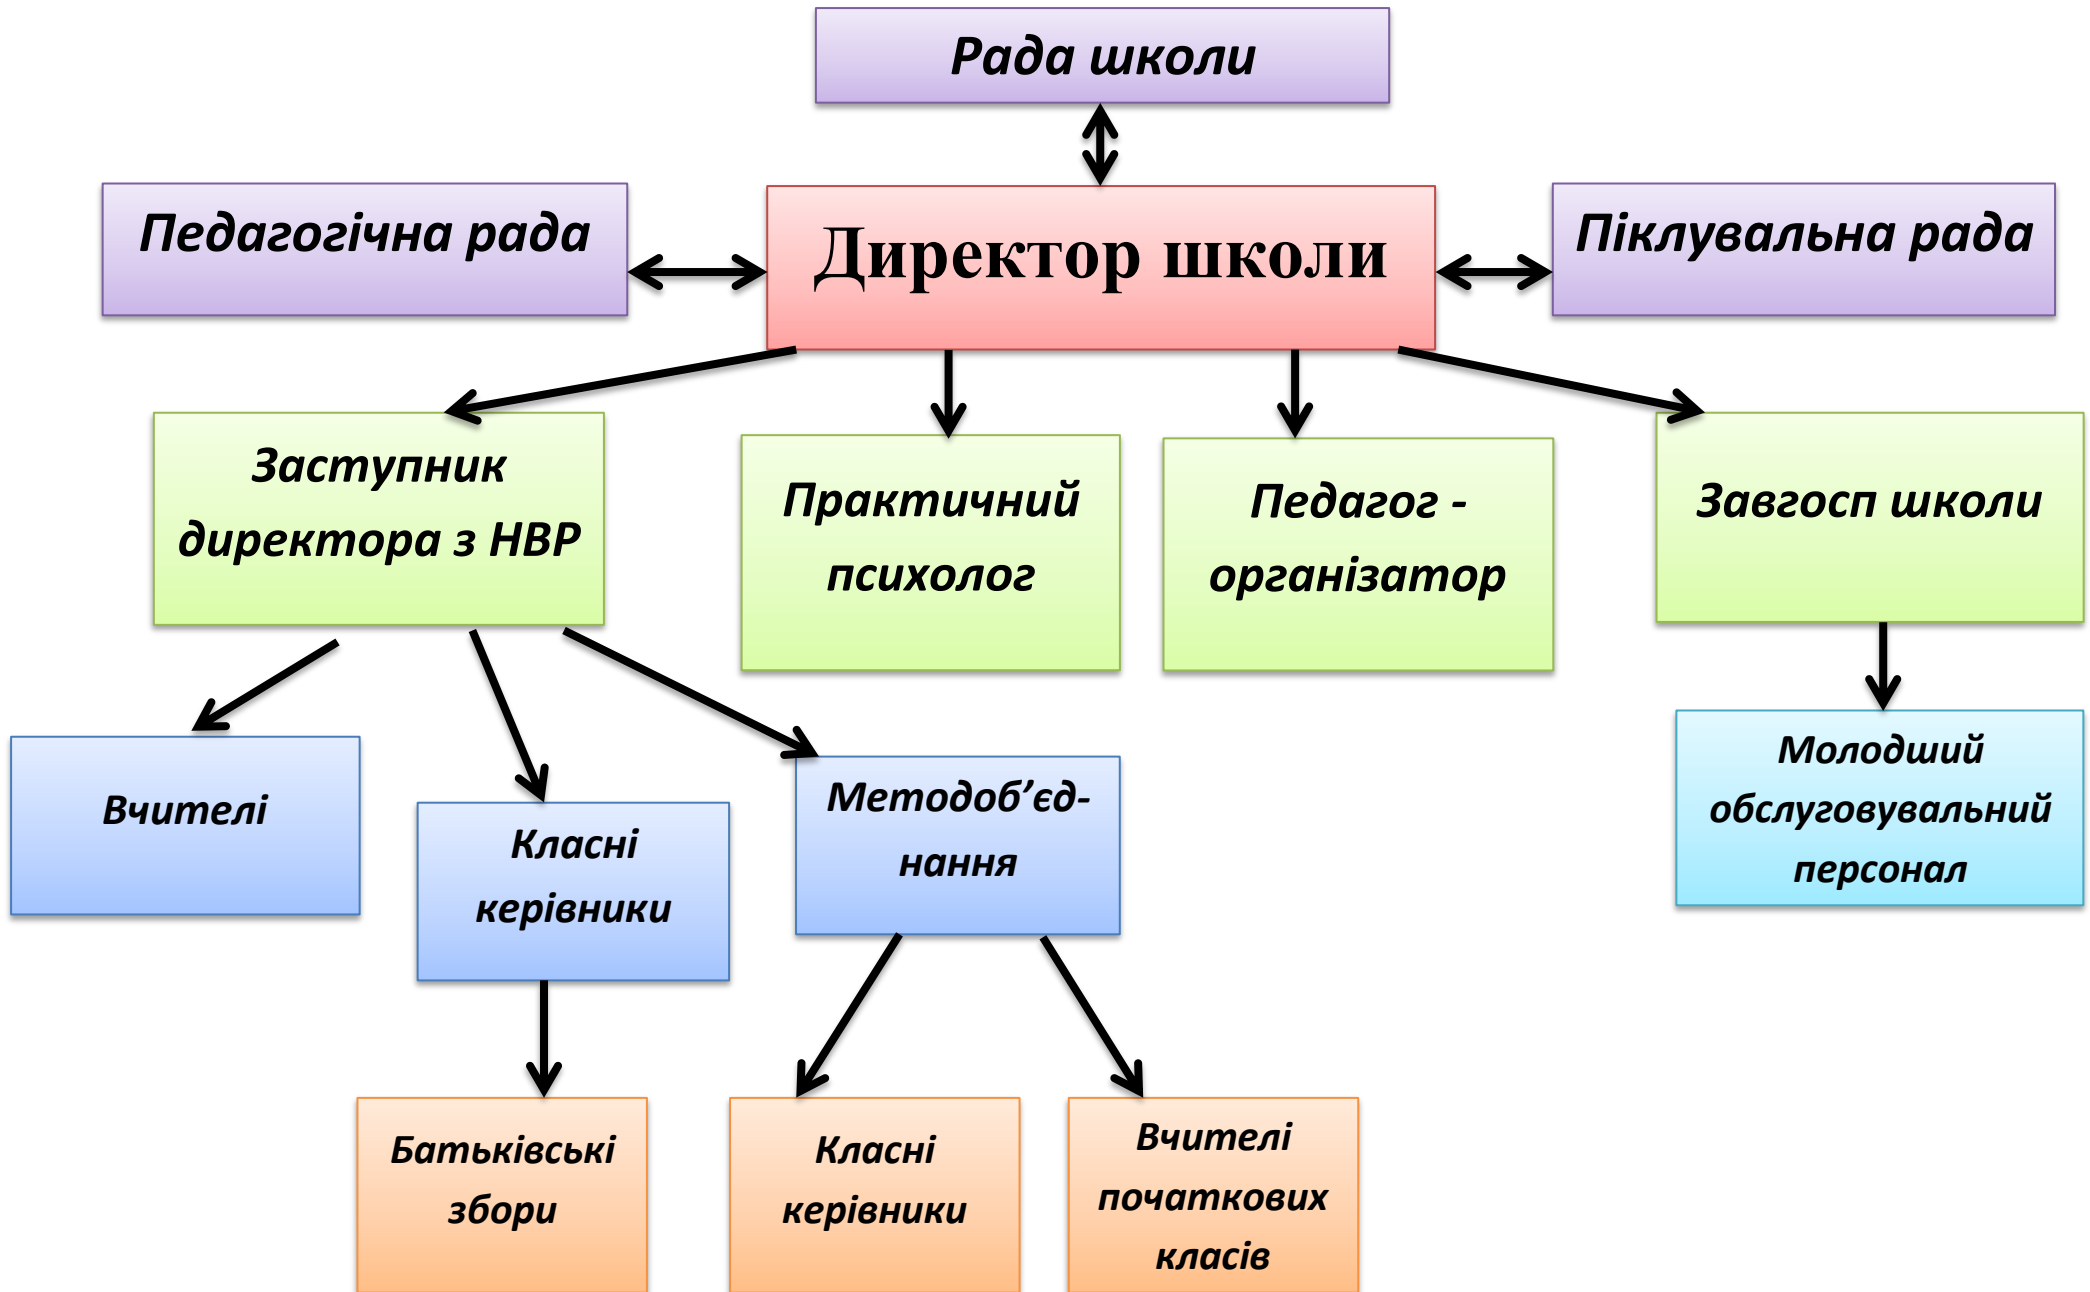 Рада школи
Педагогічна рада
Директор школи
Піклувальна рада
Заступник
директора з НВР
Практичний
психолог
Педагог -
організатор
Завгосп школи
Вчителі
Класні
керівники
Методоб’єд-
нання
Молодший
обслуговувальний
персонал
Батьківські
збори
Класні
керівники
Вчителі
початкових
класів